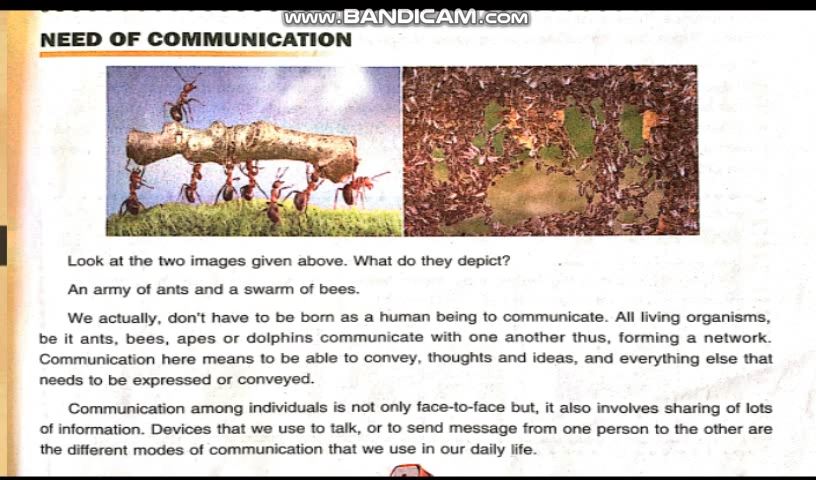 www.BANDICAM.com
NEED OF COMMUNICATION
Look at the two images given above. What do they depict?
An army of ants and a swarm of bees.
We actually, don't have to be born as a human being to communicate. All living organisms,
be it ants, bees, apes or dolphins communicate with one another thus, forming a network.
Communication here means to be able to convey, thoughts and ideas, and everything else that
needs to be expressed or conveyed.
Communication among individuals is not only face-to-face but, it also involves sharing of lots
of information. Devices that we use to talk, or to send message from one person to the other are
the different modes of communication that we use in our daily life.